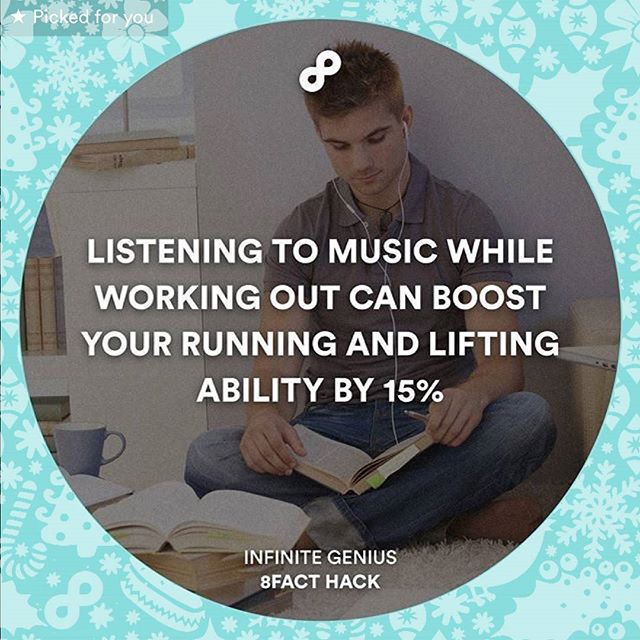 ★ Picked for you
LISTENING TO MUSIC WHILE
WORKING OUT CAN BOOST
YOUR RUNNING AND LIFTING
ABILITY BY 15%
INFINITE GENIUS
8FACT HACK